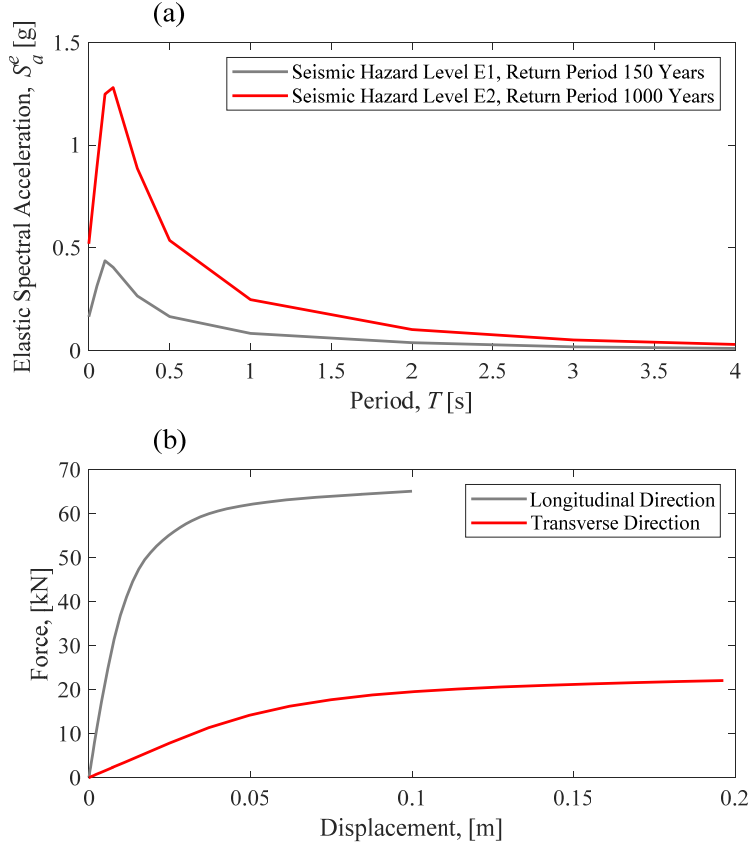 (a)
Elastic Spectral Acceleration, S_a^e [g]
1.5
1
0.5
0
Seismic Hazard Level E1, Return Period 150 Years
Seismic Hazard Level E2, Return Period 1000 Years
0 0.5 1 1.5 2 2.5 3 3.5 4
Period, T [s]
(b)
Force, [kN]
70
60
50
40
30
20
10
0
Longitudinal Direction
Transverse Direction
0 0.05 0.1 0.15 0.2
Displacement, [m]